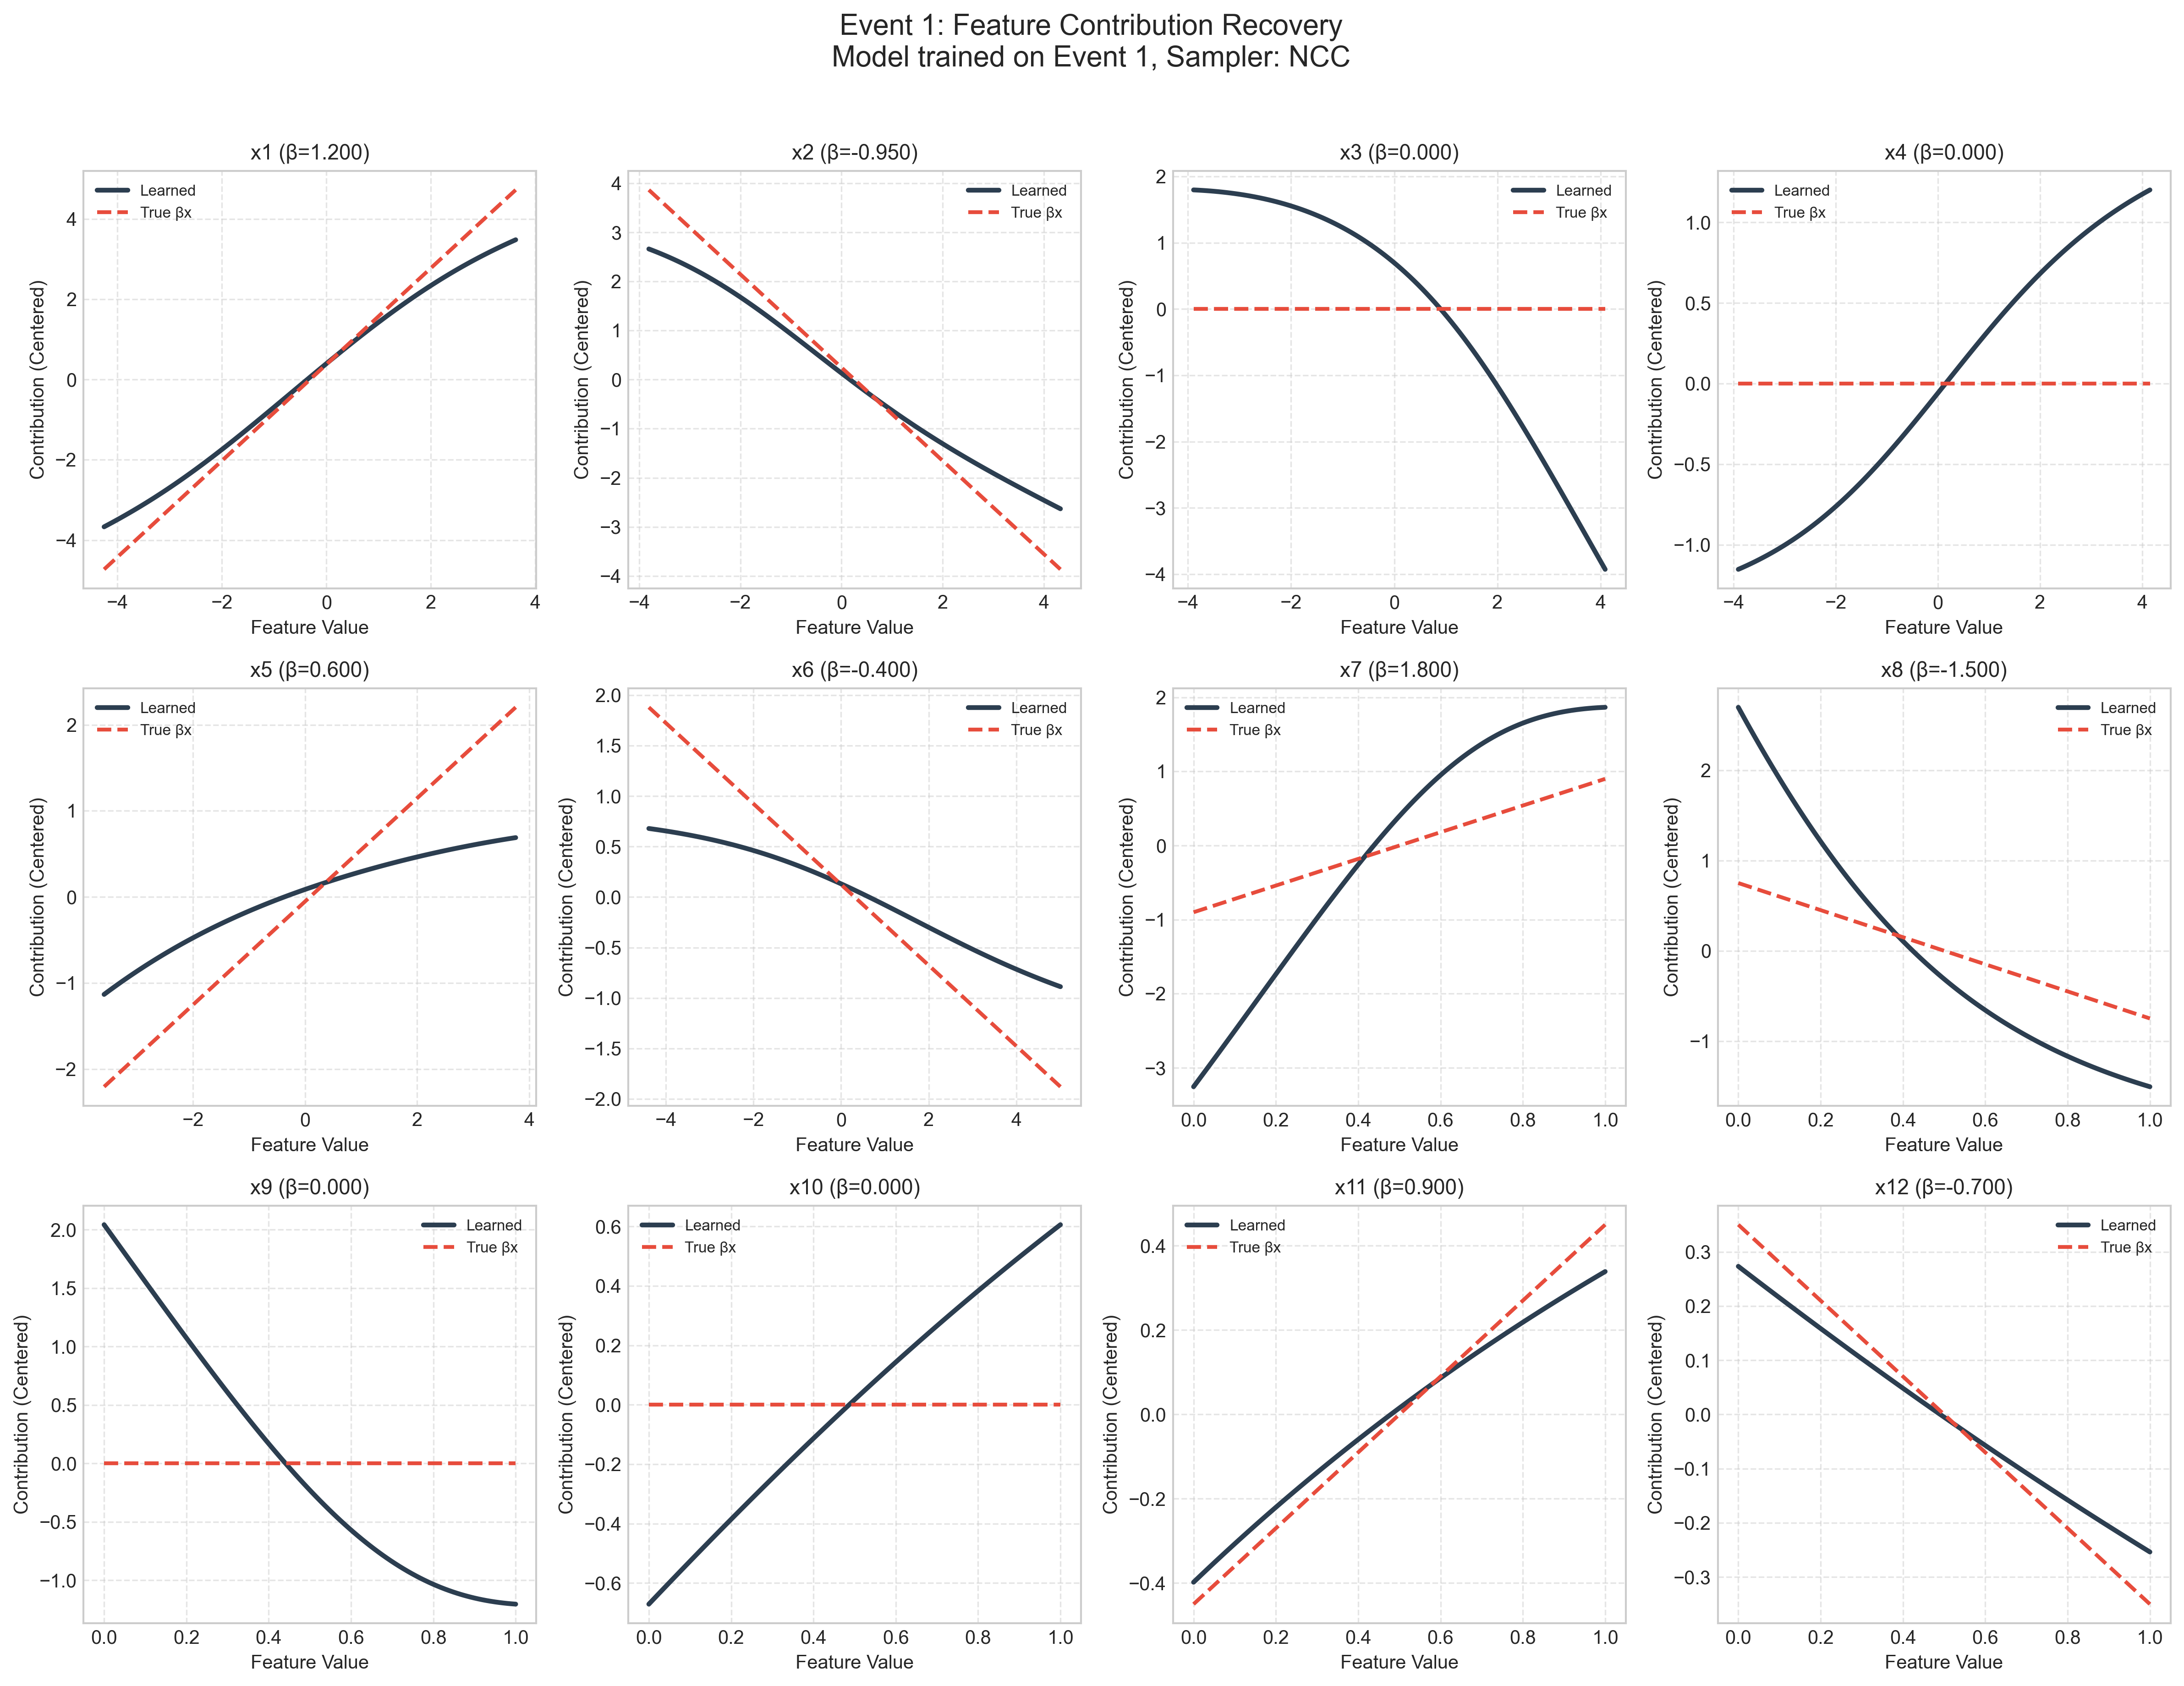 Event 1: Feature Contribution Recovery
Model trained on Event 1, Sampler: NCC
x1 (β=1.200)
Learned
True βx
4
2
0
−2
−4
Contribution (Centered)
−4
−2
0
2
4
Feature Value
x2 (β=-0.950)
Learned
True βx
4
3
2
1
0
−1
−2
−3
−4
Contribution (Centered)
−4
−2
0
2
4
Feature Value
x3 (β=0.000)
Learned
True βx
2
1
0
−1
−2
−3
−4
Contribution (Centered)
−4
−2
0
2
4
Feature Value
x4 (β=0.000)
Learned
True βx
1.0
0.5
0.0
−0.5
−1.0
Contribution (Centered)
−4
−2
0
2
4
Feature Value
x5 (β=0.600)
Learned
True βx
2
1
0
−1
−2
Contribution (Centered)
−2
0
2
4
Feature Value
x6 (β=-0.400)
Learned
True βx
2.0
1.5
1.0
0.5
0.0
−0.5
−1.0
−1.5
−2.0
Contribution (Centered)
−4
−2
0
2
4
Feature Value
x7 (β=1.800)
Learned
True βx
2
1
0
−1
−2
−3
Contribution (Centered)
0.0
0.2
0.4
0.6
0.8
1.0
Feature Value
x8 (β=-1.500)
Learned
True βx
2
1
0
−1
Contribution (Centered)
0.0
0.2
0.4
0.6
0.8
1.0
Feature Value
x9 (β=0.000)
Learned
True βx
2.0
1.5
1.0
0.5
0.0
−0.5
−1.0
Contribution (Centered)
0.0
0.2
0.4
0.6
0.8
1.0
Feature Value
x10 (β=0.000)
Learned
True βx
0.6
0.4
0.2
0.0
−0.2
−0.4
−0.6
Contribution (Centered)
0.0
0.2
0.4
0.6
0.8
1.0
Feature Value
x11 (β=0.900)
Learned
True βx
0.4
0.2
0.0
−0.2
−0.4
Contribution (Centered)
0.0
0.2
0.4
0.6
0.8
1.0
Feature Value
x12 (β=-0.700)
Learned
True βx
0.3
0.2
0.1
0.0
−0.1
−0.2
−0.3
Contribution (Centered)
0.0
0.2
0.4
0.6
0.8
1.0
Feature Value